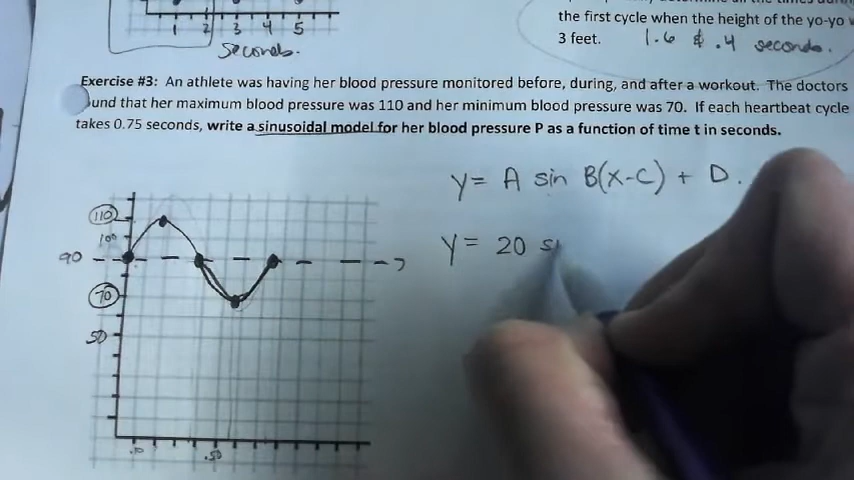 1 2 3 4 5
Seconds.
the first cycle when the height of the yo-yo
3 feet. 1.6 & .4 seconds.
Exercise #3: An athlete was having her blood pressure monitored before, during, and after a workout. The doctors
ound that her maximum blood pressure was 110 and her minimum blood pressure was 70. If each heartbeat cycle
takes 0.75 seconds, write a sinusoidal model for her blood pressure P as a function of time t in seconds.
y= A sin B(x-c) + D.
y= 20 s
110
100
90
70
50
.10 .50